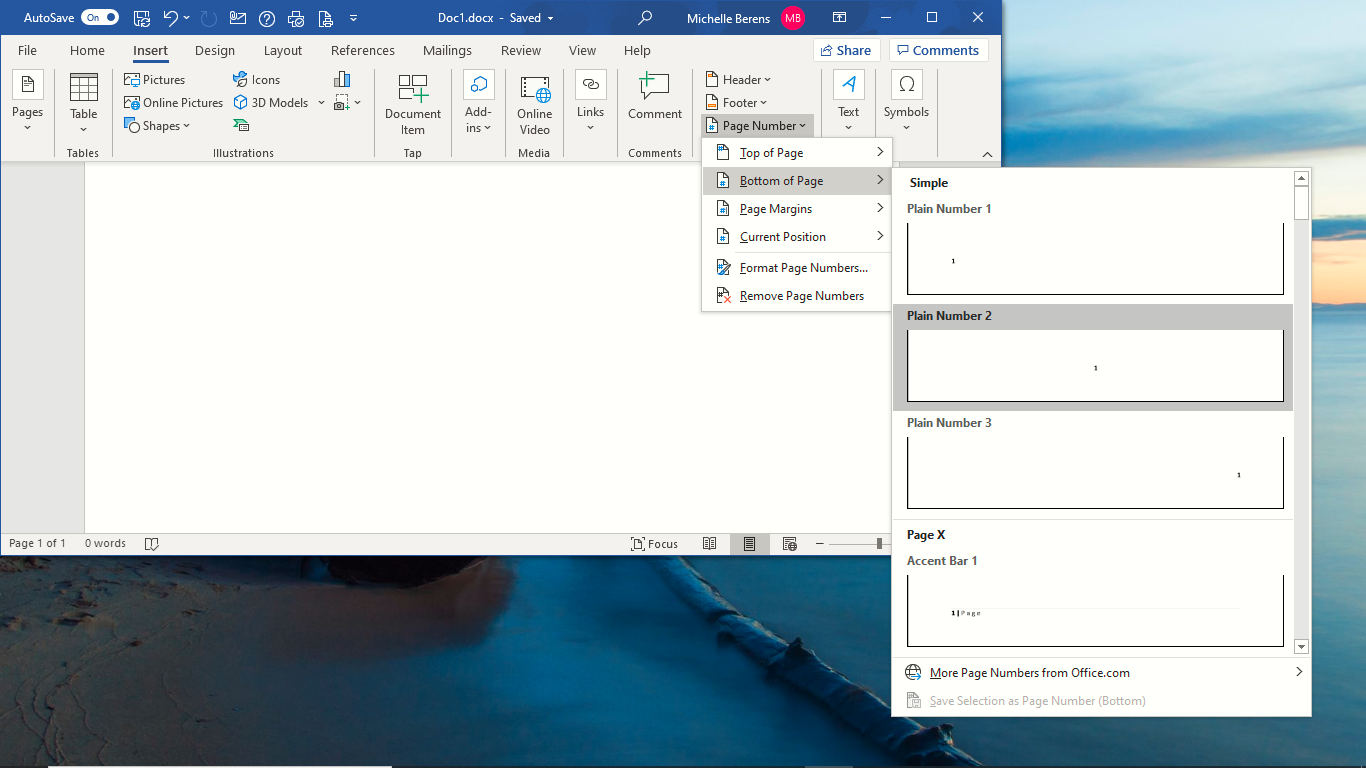 AutoSave On Doc1.docx - Saved Michelle Berens MB
File Home Insert Design Layout References Mailings Review View Help Share Comments
Pages
Table
Tables
Pictures
Online Pictures
Shapes
Icons
3D Models
Illustrations
Document
Item
Tap
Add-
ins
Online
Video
Media
Links
Comment
Comments
Header
Footer
Page Number
Text
Symbols
Top of Page
Bottom of Page
Page Margins
Current Position
Format Page Numbers...
Remove Page Numbers
Simple
Plain Number 1
1
Plain Number 2
1
Plain Number 3
1
Page X
Accent Bar 1
1 | Page
More Page Numbers from Office.com
Save Selection as Page Number (Bottom)
Page 1 of 1 0 words Focus